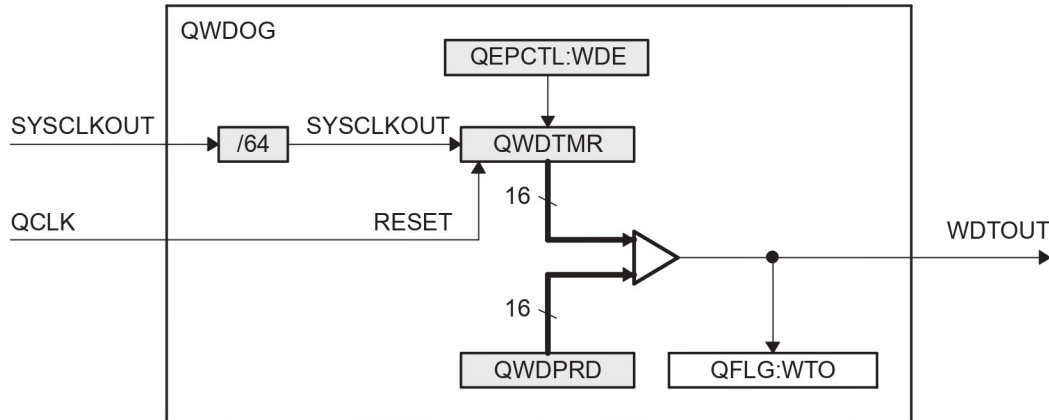 QWDOG
QEPCTL:WDE
SYSCLKOUT
/64
SYSCLKOUT
QWDTMR
16
QCLK
RESET
WDTOUT
16
QWDPRD
QFLG:WTO